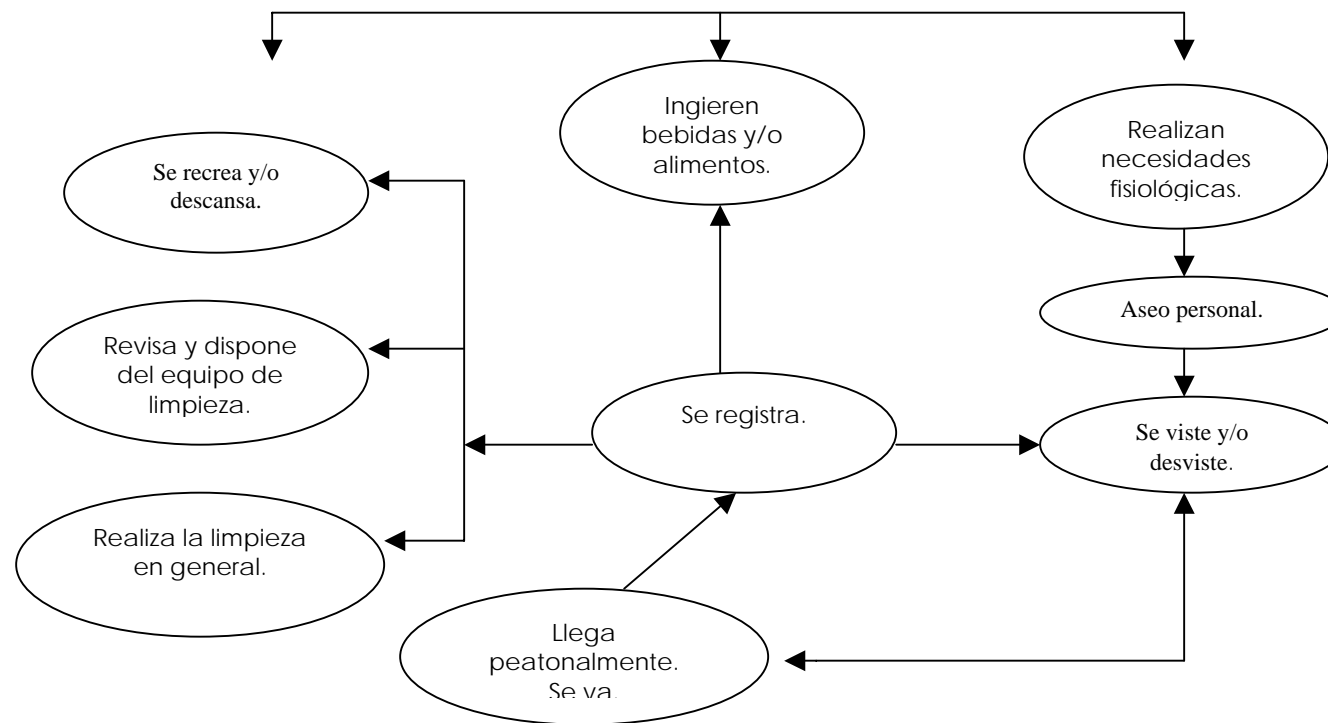 Ingieren
bebidas y/o
alimentos.
Realizan
necesidades
fisiológicas.
Se recrea y/o
descansa.
Aseo personal.
Revisa y dispone
del equipo de
limpieza.
Se registra.
Se viste y/o
desviste.
Realiza la limpieza
en general.
Llega
peatonalmente.
Se va.